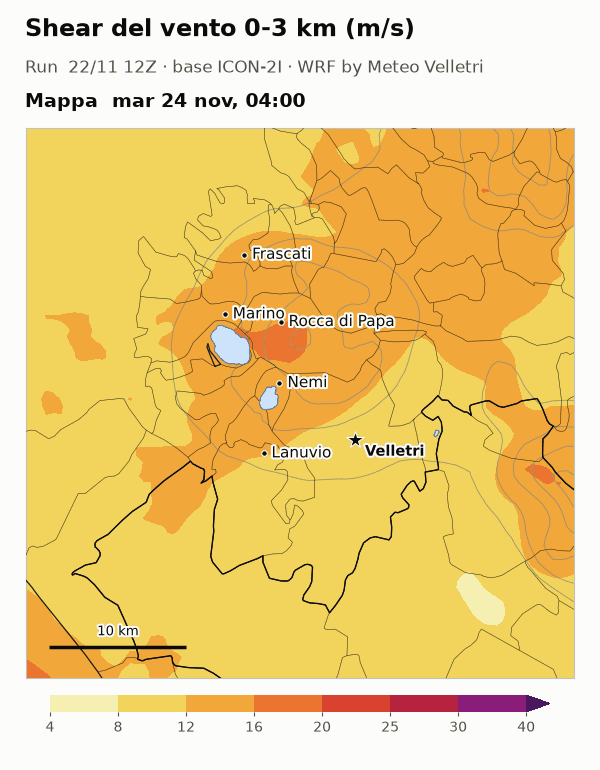 Shear del vento 0-3 km (m/s)
Run 22/11 12Z · base ICON-2I · WRF by Meteo Velletri
Mappa mar 24 nov, 04:00
Frascati
Marino
Rocca di Papa
Nemi
Velletri
Lanuvio
10 km
4 8 12 16 20 25 30 40